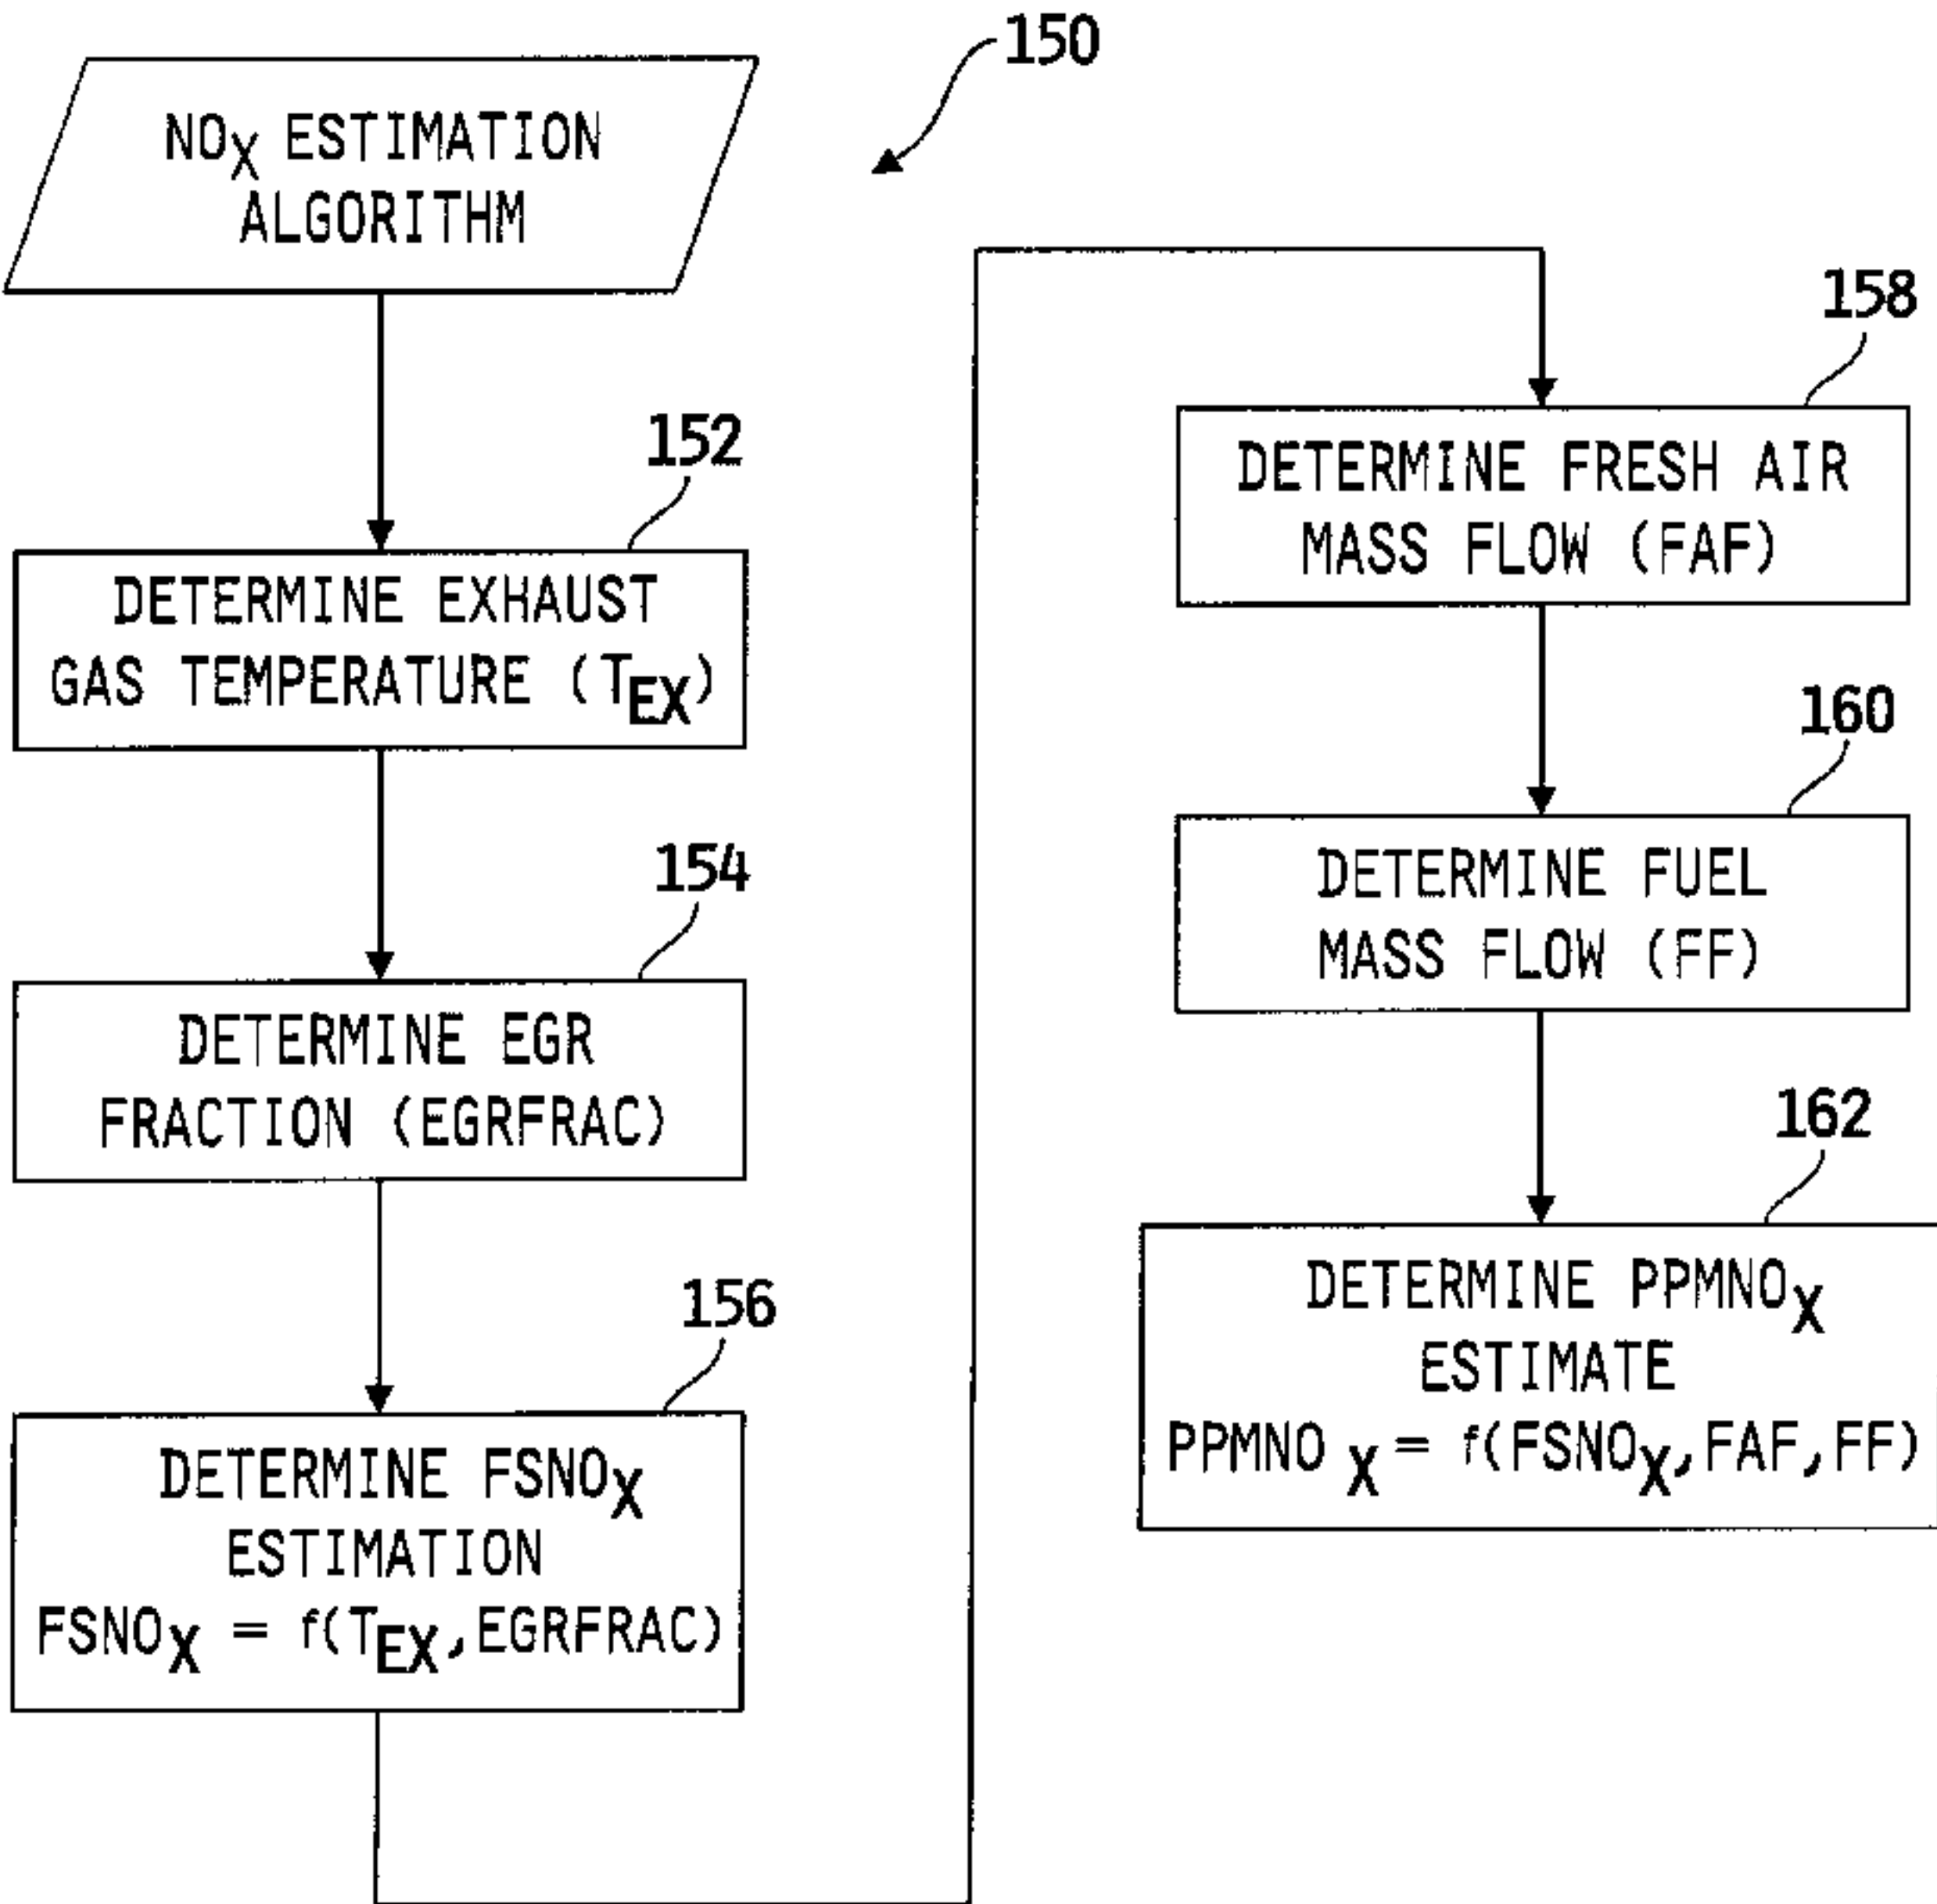 150
NOX ESTIMATION
ALGORITHM
152
DETERMINE EXHAUST
GAS TEMPERATURE (TEX)
154
DETERMINE EGR
FRACTION (EGRFRAC)
156
DETERMINE FSNOX
ESTIMATION
FSNOX = f(TEX,EGRFRAC)
158
DETERMINE FRESH AIR
MASS FLOW (FAF)
160
DETERMINE FUEL
MASS FLOW (FF)
162
DETERMINE PPMNOX
ESTIMATE
PPMNO X = f(FSNOX,FAF,FF)